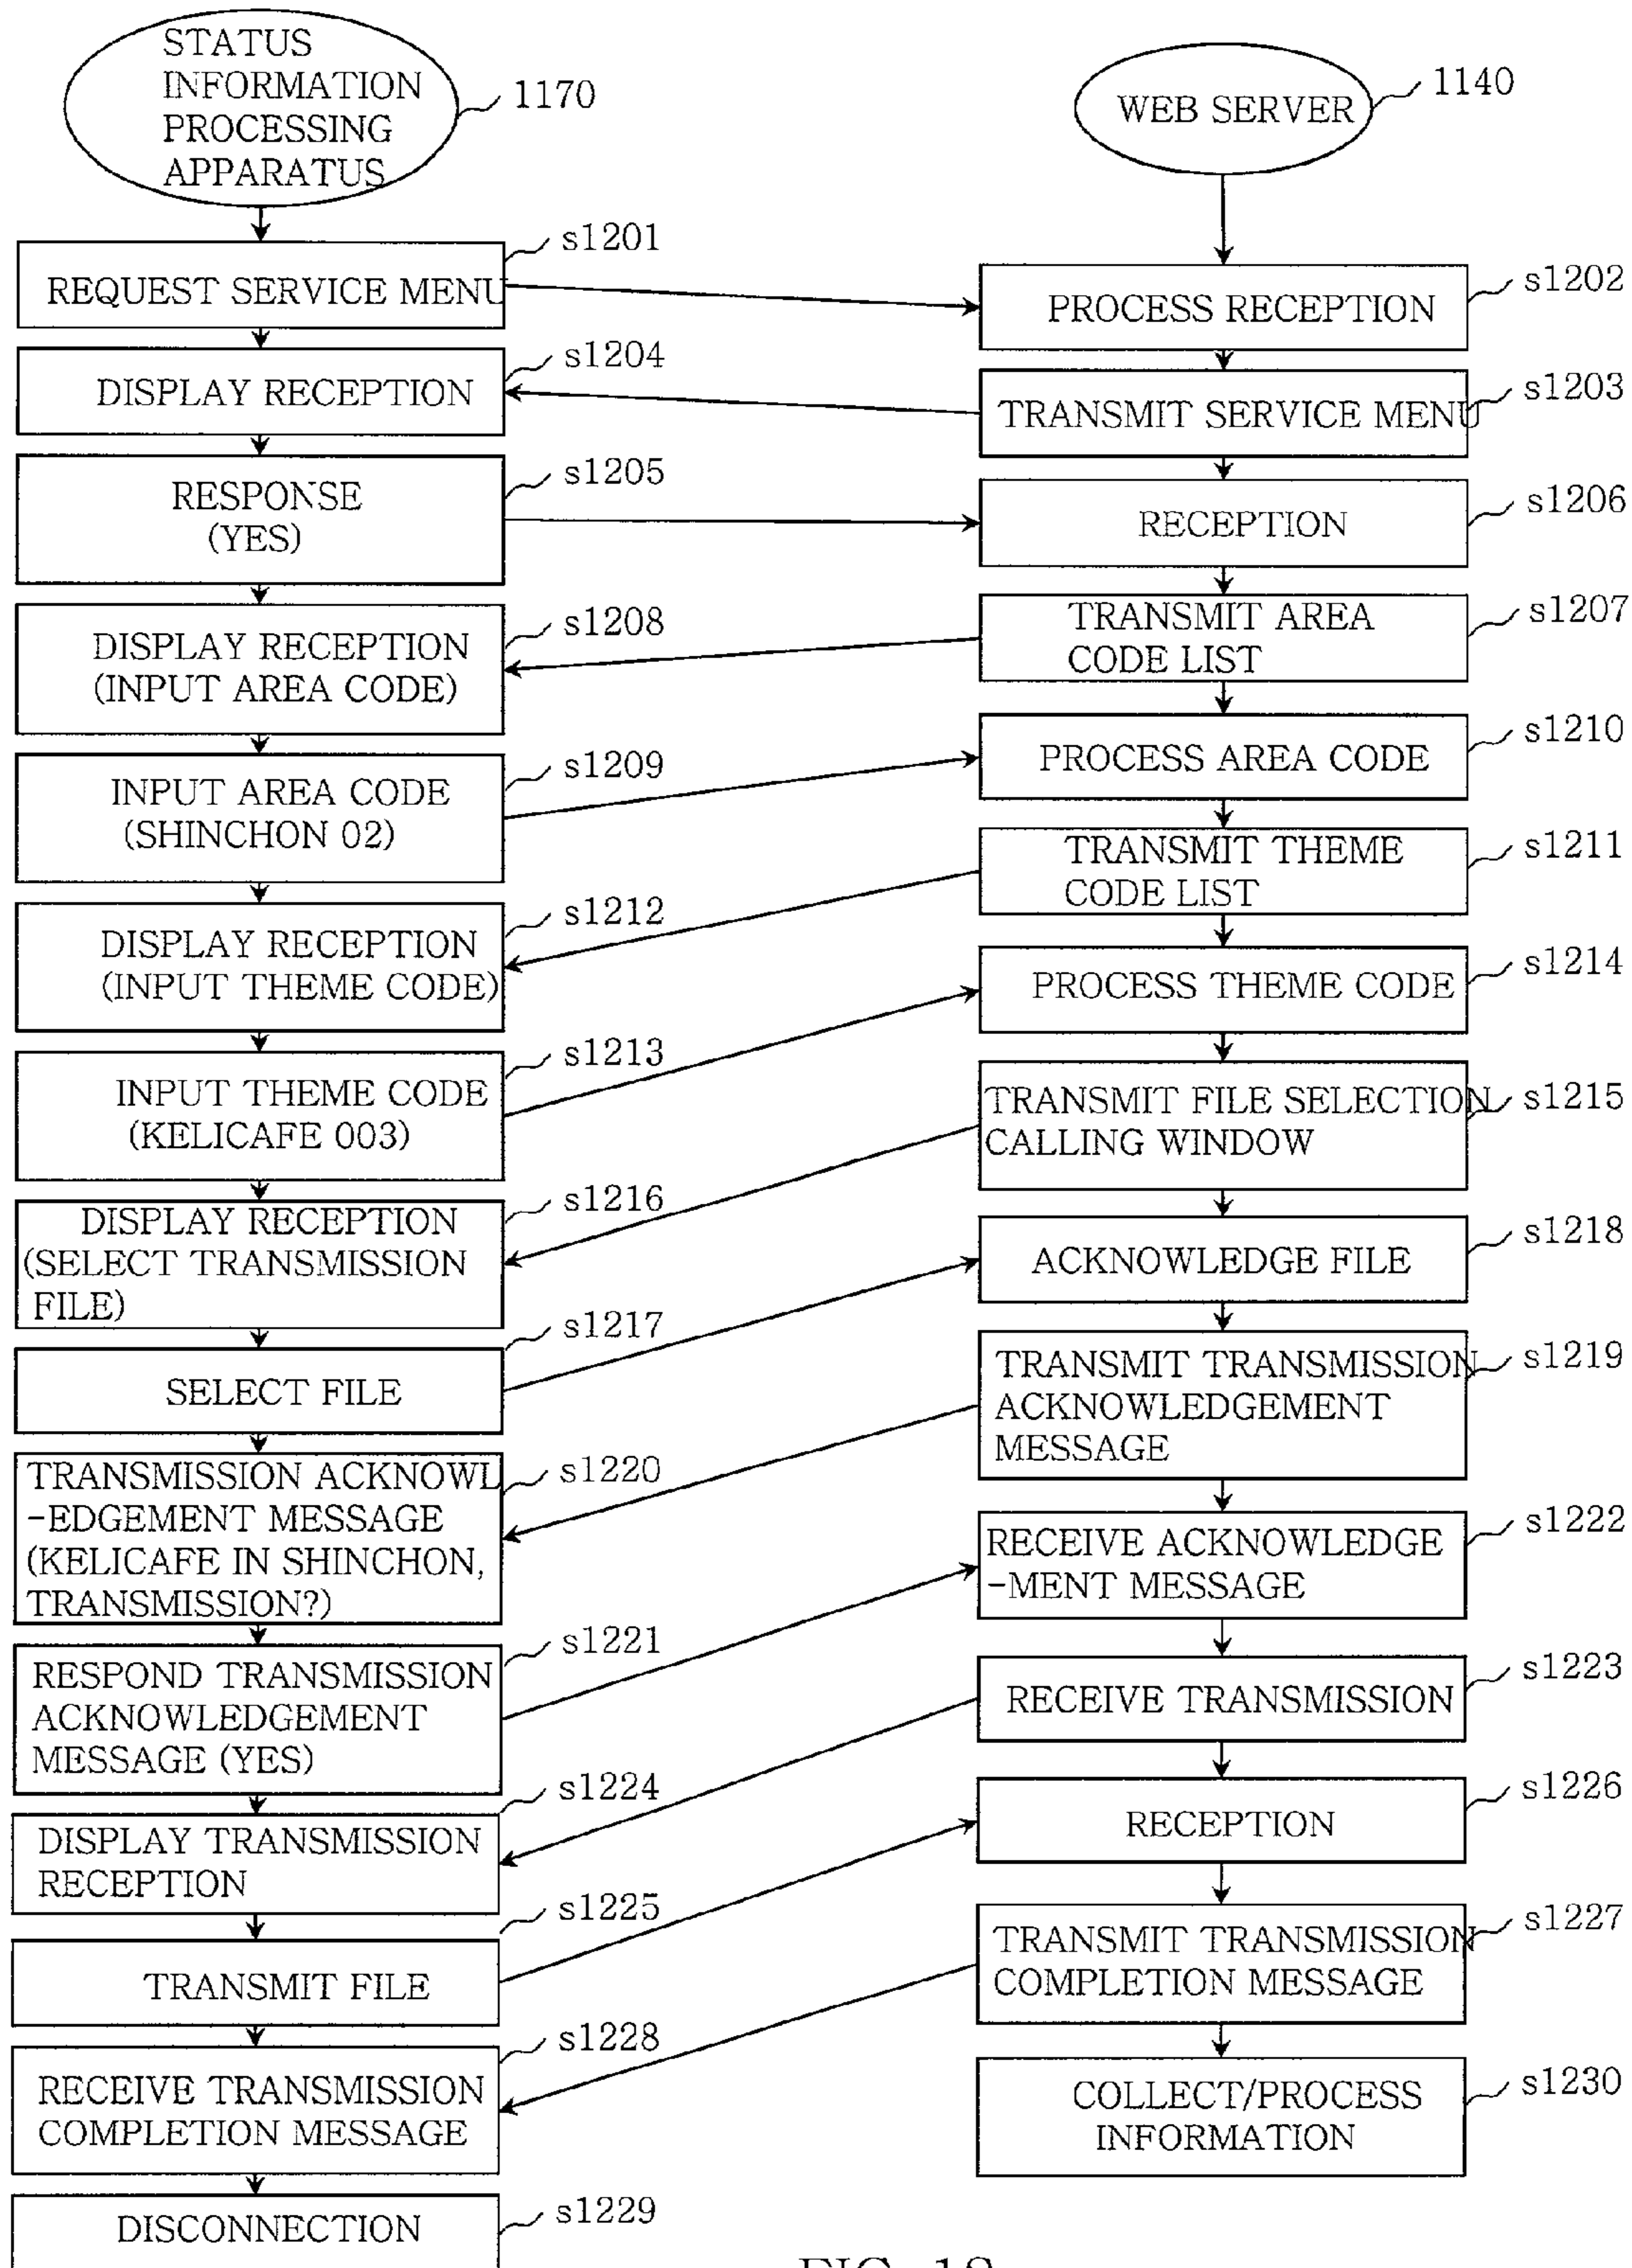 STATUS
INFORMATION
PROCESSING
APPARATUS
1170
WEB SERVER
1140
s1201
REQUEST SERVICE MENU
s1202
PROCESS RECEPTION
s1204
DISPLAY RECEPTION
s1203
TRANSMIT SERVICE MENU
s1205
RESPONSE
(YES)
s1206
RECEPTION
s1207
TRANSMIT AREA
CODE LIST
s1208
DISPLAY RECEPTION
(INPUT AREA CODE)
s1210
PROCESS AREA CODE
s1209
INPUT AREA CODE
(SHINCHON 02)
s1211
TRANSMIT THEME
CODE LIST
s1212
DISPLAY RECEPTION
(INPUT THEME CODE)
s1214
PROCESS THEME CODE
s1213
INPUT THEME CODE
(KELICAFE 003)
s1215
TRANSMIT FILE SELECTION
CALLING WINDOW
s1216
DISPLAY RECEPTION
(SELECT TRANSMISSION
FILE)
s1218
ACKNOWLEDGE FILE
s1217
SELECT FILE
s1219
TRANSMIT TRANSMISSION
ACKNOWLEDGEMENT
MESSAGE
s1220
TRANSMISSION ACKNOWL
-EDGEMENT MESSAGE
(KELICAFE IN SHINCHON,
TRANSMISSION?)
s1222
RECEIVE ACKNOWLEDGE
-MENT MESSAGE
s1221
RESPOND TRANSMISSION
ACKNOWLEDGEMENT
MESSAGE (YES)
s1223
RECEIVE TRANSMISSION
s1224
DISPLAY TRANSMISSION
RECEPTION
s1226
RECEPTION
s1225
TRANSMIT FILE
s1227
TRANSMIT TRANSMISSION
COMPLETION MESSAGE
s1228
RECEIVE TRANSMISSION
COMPLETION MESSAGE
s1230
COLLECT/PROCESS
INFORMATION
s1229
DISCONNECTION